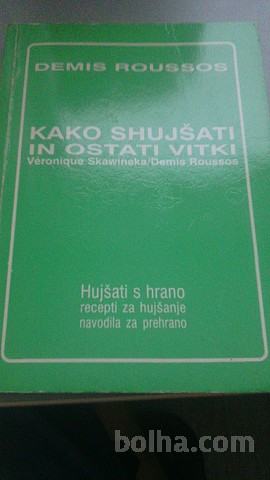 DEMIS ROUSSOS
KAKO SHUJŠATI
IN OSTATI VITKI
Véronique Skawinska/Demis Roussos
Hujšati s hrano
recepti za hujšanje
navodila za prehrano
bolha.com